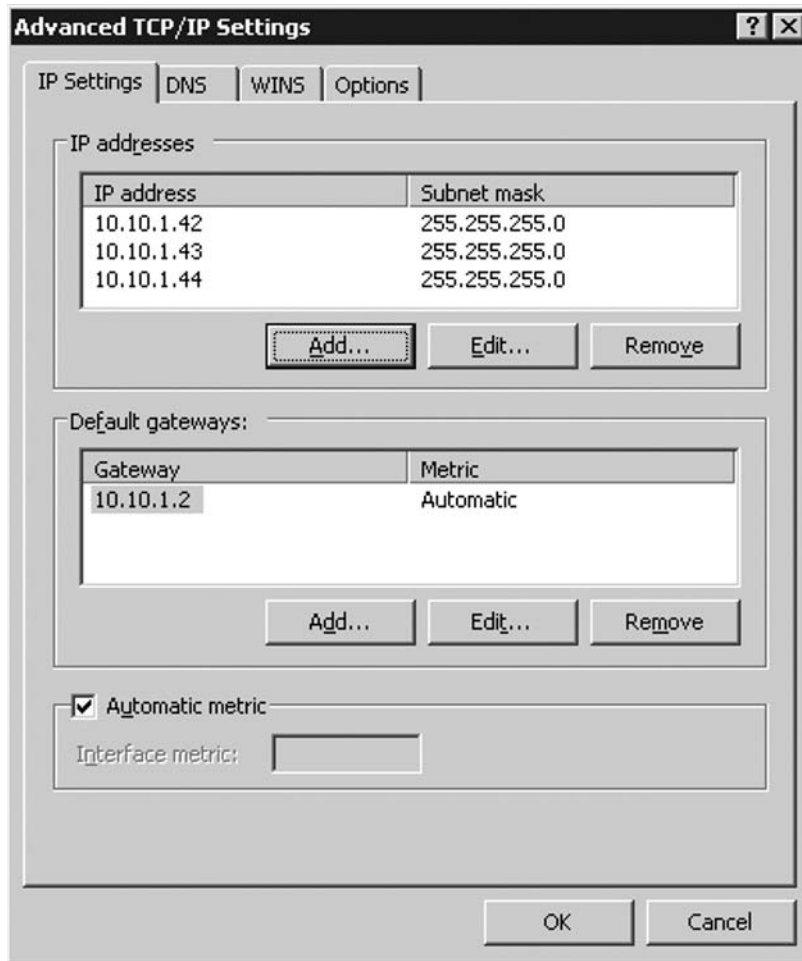 Advanced TCP/IP Settings
IP Settings DNS WINS Options
IP addresses
IP address Subnet mask
10.10.1.42 255.255.255.0
10.10.1.43 255.255.255.0
10.10.1.44 255.255.255.0
Add... Edit... Remove
Default gateways:
Gateway Metric
10.10.1.2 Automatic
Add... Edit... Remove
Automatic metric
Interface metric:
OK Cancel